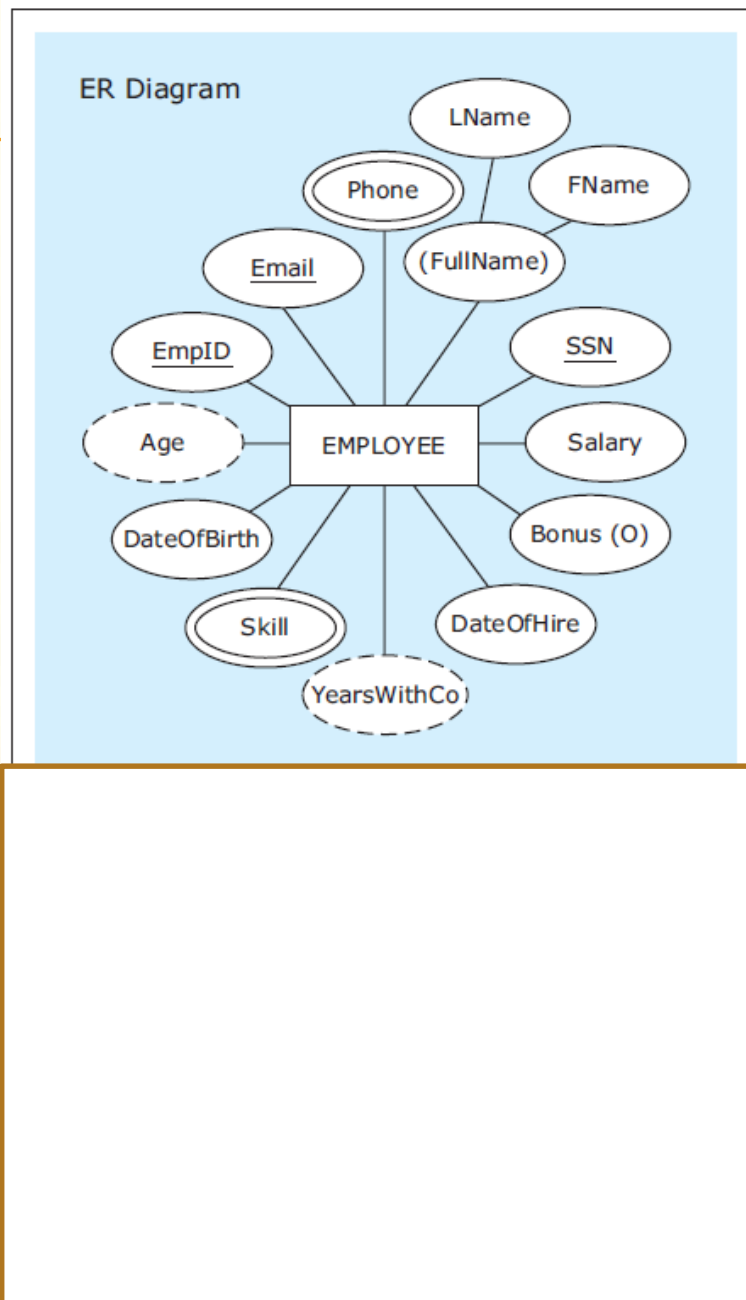 ER Diagram
LName
FName
Phone
(FullName)
Email
SSN
EmpID
Age
EMPLOYEE
Salary
DateOfBirth
Bonus (O)
Skill
DateOfHire
YearsWithCo